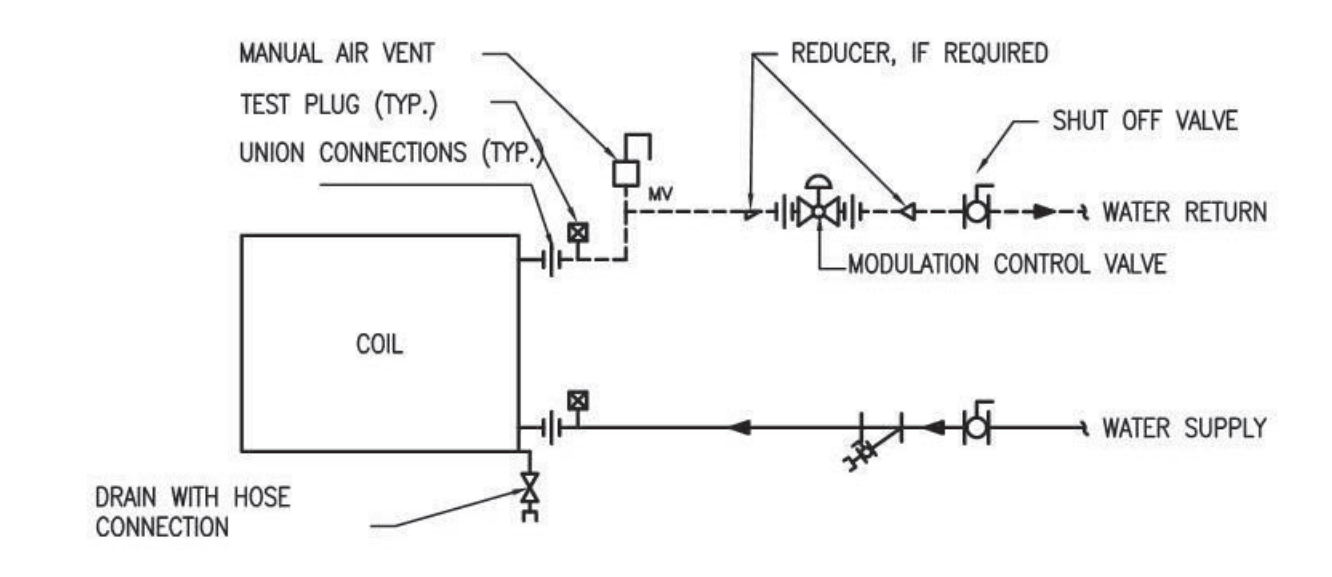 MANUAL AIR VENT
REDUCER, IF REQUIRED
TEST PLUG (TYP.)
SHUT OFF VALVE
UNION CONNECTIONS (TYP.)
MV
WATER RETURN
MODULATION CONTROL VALVE
COIL
WATER SUPPLY
DRAIN WITH HOSE
CONNECTION